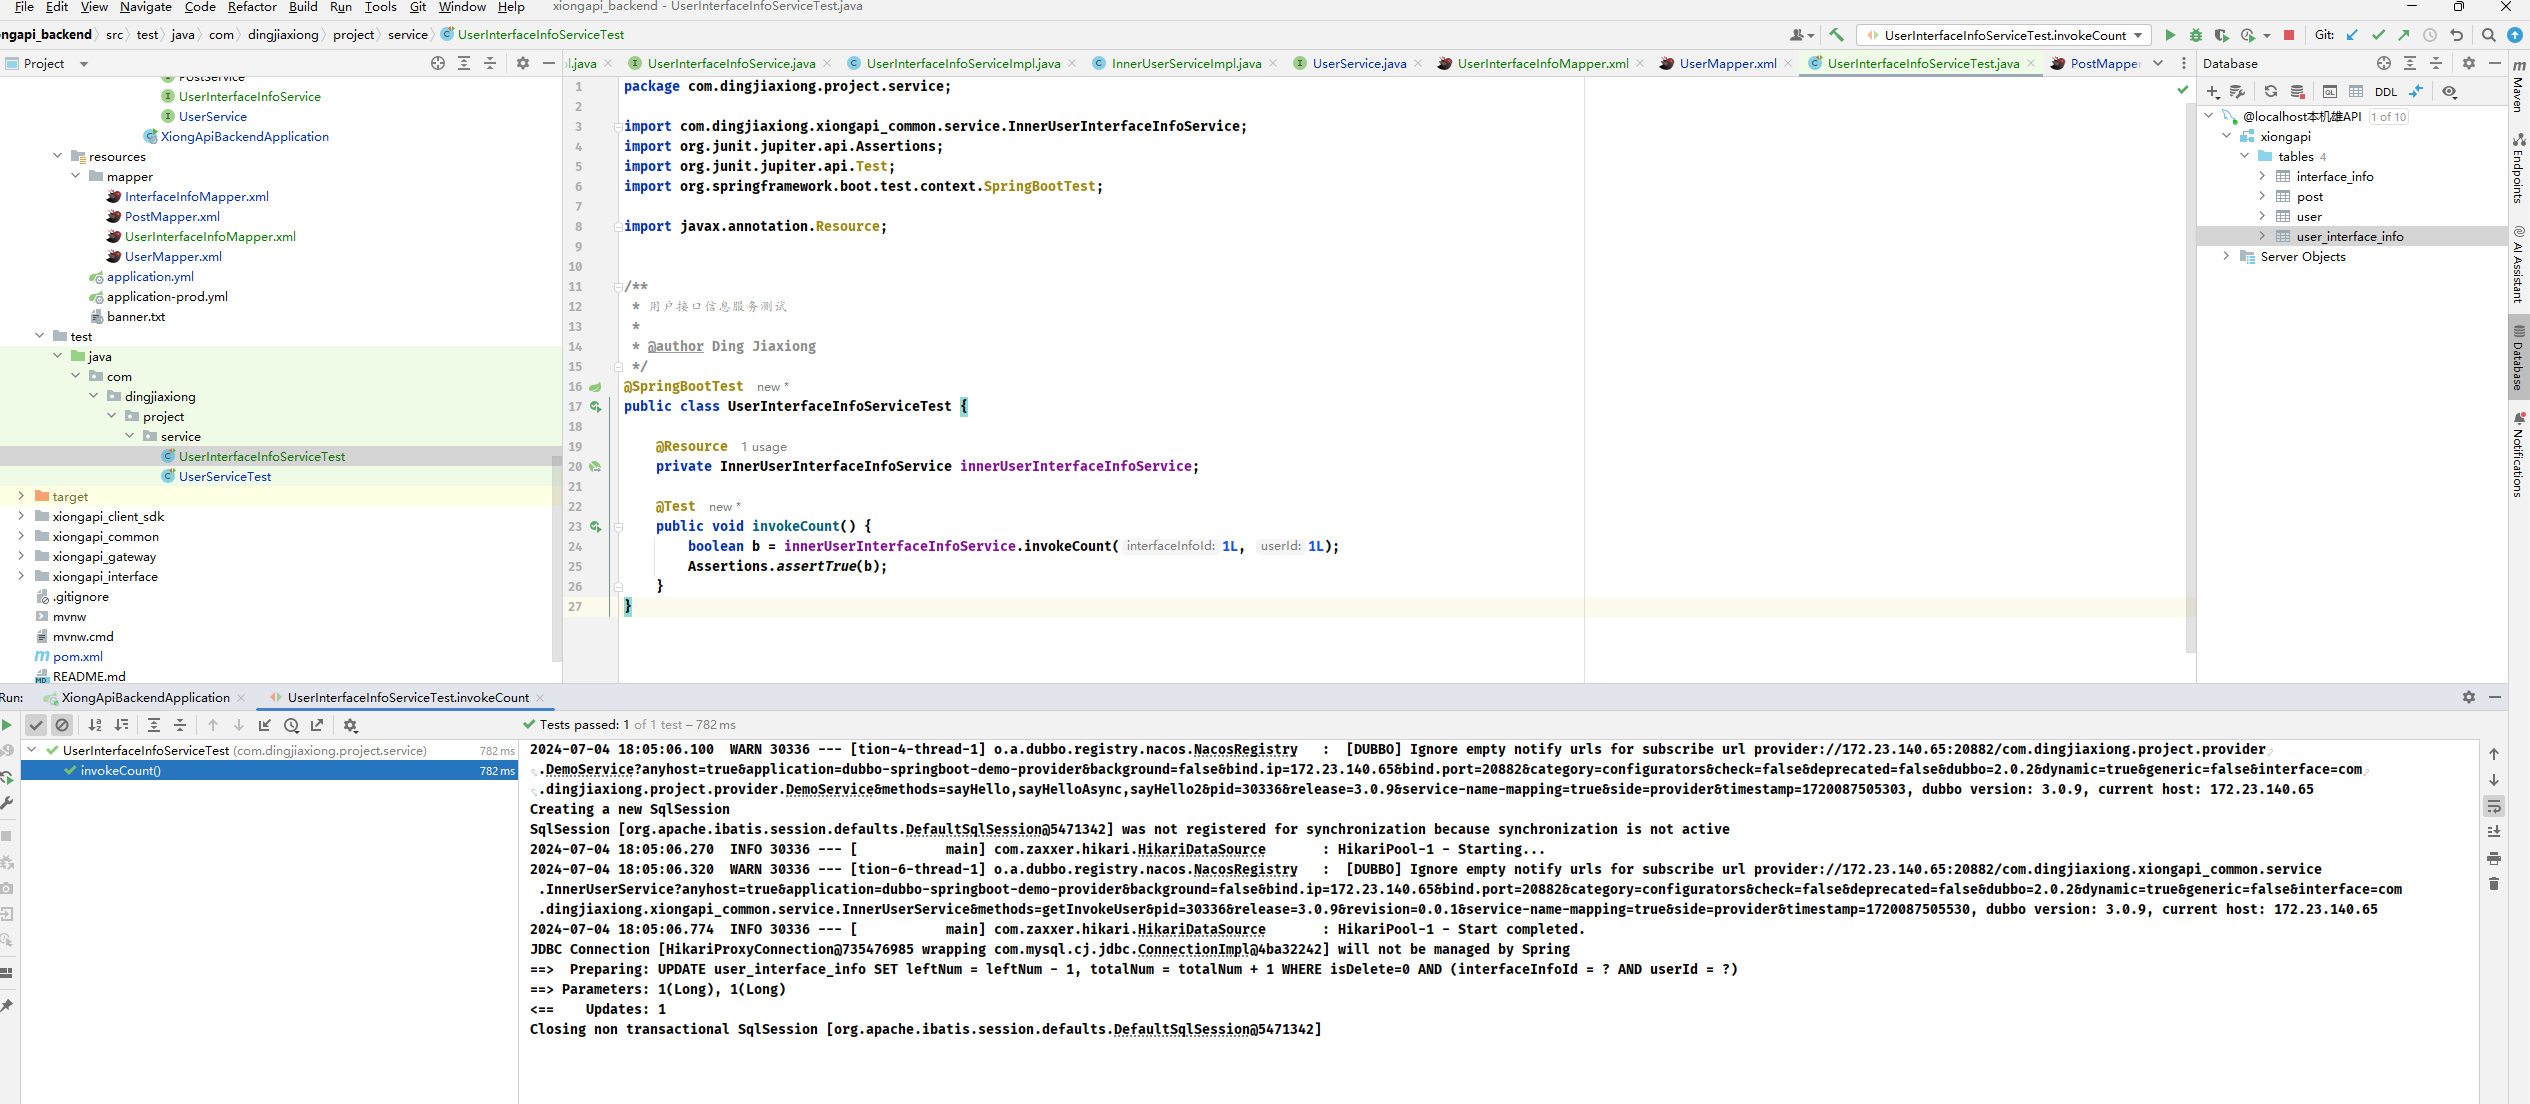 File Edit View Navigate Code Refactor Build Run Tools Git Window Help xiongapi_backend - UserInterfaceInfoServiceTest.java
ongapi_backend src test java com dingjiaxiong project service UserInterfaceInfoServiceTest UserInterfaceInfoServiceTest.invokeCount Git:
Project
l.java UserInterfaceInfoService.java UserInterfaceInfoServiceImpl.java InnerUserServiceImpl.java UserService.java UserInterfaceInfoMapper.xml UserMapper.xml UserInterfaceInfoServiceTest.java PostMapper
Database
PostService
UserInterfaceInfoService
UserService
XiongApiBackendApplication
resources
mapper
InterfaceInfoMapper.xml
PostMapper.xml
UserInterfaceInfoMapper.xml
UserMapper.xml
application.yml
application-prod.yml
banner.txt
test
java
com
dingjiaxiong
project
service
UserInterfaceInfoServiceTest
UserServiceTest
target
xiongapi_client_sdk
xiongapi_common
xiongapi_gateway
xiongapi_interface
.gitignore
mvnw
mvnw.cmd
pom.xml
README.md
1 package com.dingjiaxiong.project.service;
2
3 import com.dingjiaxiong.xiongapi_common.service.InnerUserInterfaceInfoService;
4 import org.junit.jupiter.api.Assertions;
5 import org.junit.jupiter.api.Test;
6 import org.springframework.boot.test.context.SpringBootTest;
7
8 import javax.annotation.Resource;
9
10
11 /**
12 * 用户接口信息服务测试
13 *
14 * @author Ding Jiaxiong
15 */
16 @SpringBootTest new *
17 public class UserInterfaceInfoServiceTest {
18
19 @Resource 1 usage
20 private InnerUserInterfaceInfoService innerUserInterfaceInfoService;
21
22 @Test new *
23 public void invokeCount() {
24 boolean b = innerUserInterfaceInfoService.invokeCount( interfaceInfoId: 1L, userId: 1L);
25 Assertions.assertTrue(b);
26 }
27 }
DDL
@localhost本机雄API 1 of 10
xiongapi
tables 4
interface_info
post
user
user_interface_info
Server Objects
Maven
Endpoints
AI Assistant
Database
Notifications
Run: XiongApiBackendApplication UserInterfaceInfoServiceTest.invokeCount
Tests passed: 1 of 1 test – 782 ms
UserInterfaceInfoServiceTest (com.dingjiaxiong.project.service) 782 ms
invokeCount() 782 ms
2024-07-04 18:05:06.100  WARN 30336 --- [tion-4-thread-1] o.a.dubbo.registry.nacos.NacosRegistry   :  [DUBBO] Ignore empty notify urls for subscribe url provider://172.23.140.65:20882/com.dingjiaxiong.project.provider
.DemoService?anyhost=true&application=dubbo-springboot-demo-provider&background=false&bind.ip=172.23.140.65&bind.port=20882&category=configurators&check=false&deprecated=false&dubbo=2.0.2&dynamic=true&generic=false&interface=com
.dingjiaxiong.project.provider.DemoService&methods=sayHello,sayHelloAsync,sayHello2&pid=30336&release=3.0.9&service-name-mapping=true&side=provider&timestamp=1720087505303, dubbo version: 3.0.9, current host: 172.23.140.65
Creating a new SqlSession
SqlSession [org.apache.ibatis.session.defaults.DefaultSqlSession@5471342] was not registered for synchronization because synchronization is not active
2024-07-04 18:05:06.270  INFO 30336 --- [           main] com.zaxxer.hikari.HikariDataSource       : HikariPool-1 - Starting...
2024-07-04 18:05:06.320  WARN 30336 --- [tion-6-thread-1] o.a.dubbo.registry.nacos.NacosRegistry   :  [DUBBO] Ignore empty notify urls for subscribe url provider://172.23.140.65:20882/com.dingjiaxiong.xiongapi_common.service
.InnerUserService?anyhost=true&application=dubbo-springboot-demo-provider&background=false&bind.ip=172.23.140.65&bind.port=20882&category=configurators&check=false&deprecated=false&dubbo=2.0.2&dynamic=true&generic=false&interface=com
.dingjiaxiong.xiongapi_common.service.InnerUserService&methods=getInvokeUser&pid=30336&release=3.0.9&revision=0.0.1&service-name-mapping=true&side=provider&timestamp=1720087505530, dubbo version: 3.0.9, current host: 172.23.140.65
2024-07-04 18:05:06.774  INFO 30336 --- [           main] com.zaxxer.hikari.HikariDataSource       : HikariPool-1 - Start completed.
JDBC Connection [HikariProxyConnection@735476985 wrapping com.mysql.cj.jdbc.ConnectionImpl@4ba32242] will not be managed by Spring
==>  Preparing: UPDATE user_interface_info SET leftNum = leftNum - 1, totalNum = totalNum + 1 WHERE isDelete=0 AND (interfaceInfoId = ? AND userId = ?)
==> Parameters: 1(Long), 1(Long)
<==    Updates: 1
Closing non transactional SqlSession [org.apache.ibatis.session.defaults.DefaultSqlSession@5471342]